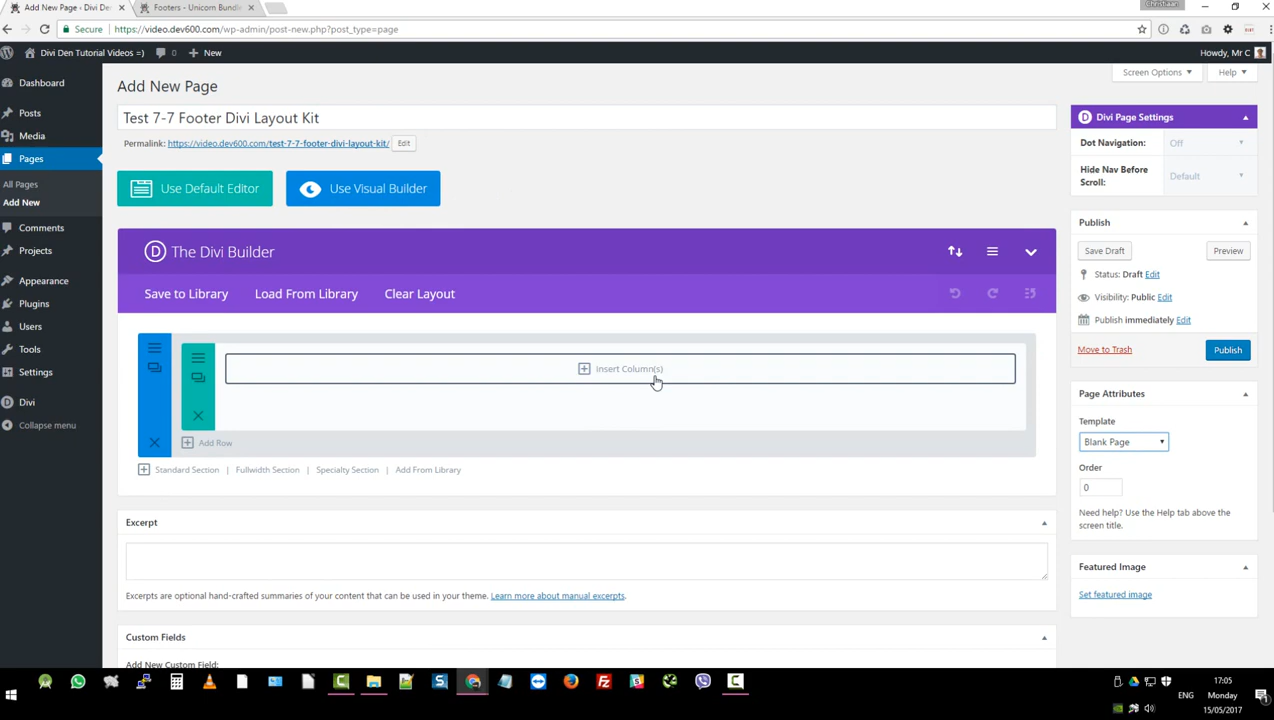 Add New Page ‹ Divi De
Footers - Unicorn Bundl
Christiaan
Secure
https://video.dev600.com/wp-admin/post-new.php?post_type=page
Divi Den Tutorial Videos =)
0
New
Howdy, Mr C
Dashboard
Posts
Media
Pages
All Pages
Add New
Comments
Projects
Appearance
Plugins
Users
Tools
Settings
Divi
Collapse menu
Screen Options
Help
Add New Page
Test 7-7 Footer Divi Layout Kit
Permalink: https://video.dev600.com/test-7-7-footer-divi-layout-kit/ Edit
Use Default Editor
Use Visual Builder
The Divi Builder
Save to Library
Load From Library
Clear Layout
Insert Column(s)
Add Row
Standard Section | Fullwidth Section | Specialty Section | Add From Library
Excerpt
Excerpts are optional hand-crafted summaries of your content that can be used in your theme. Learn more about manual excerpts.
Custom Fields
Add New Custom Field:
Divi Page Settings
Dot Navigation: Off
Hide Nav Before
Scroll:
Default
Publish
Save Draft
Preview
Status: Draft Edit
Visibility: Public Edit
Publish immediately Edit
Move to Trash
Publish
Page Attributes
Template
Blank Page
Order
0
Need help? Use the Help tab above the
screen title.
Featured Image
Set featured image
17:05
ENG
Monday
15/05/2017